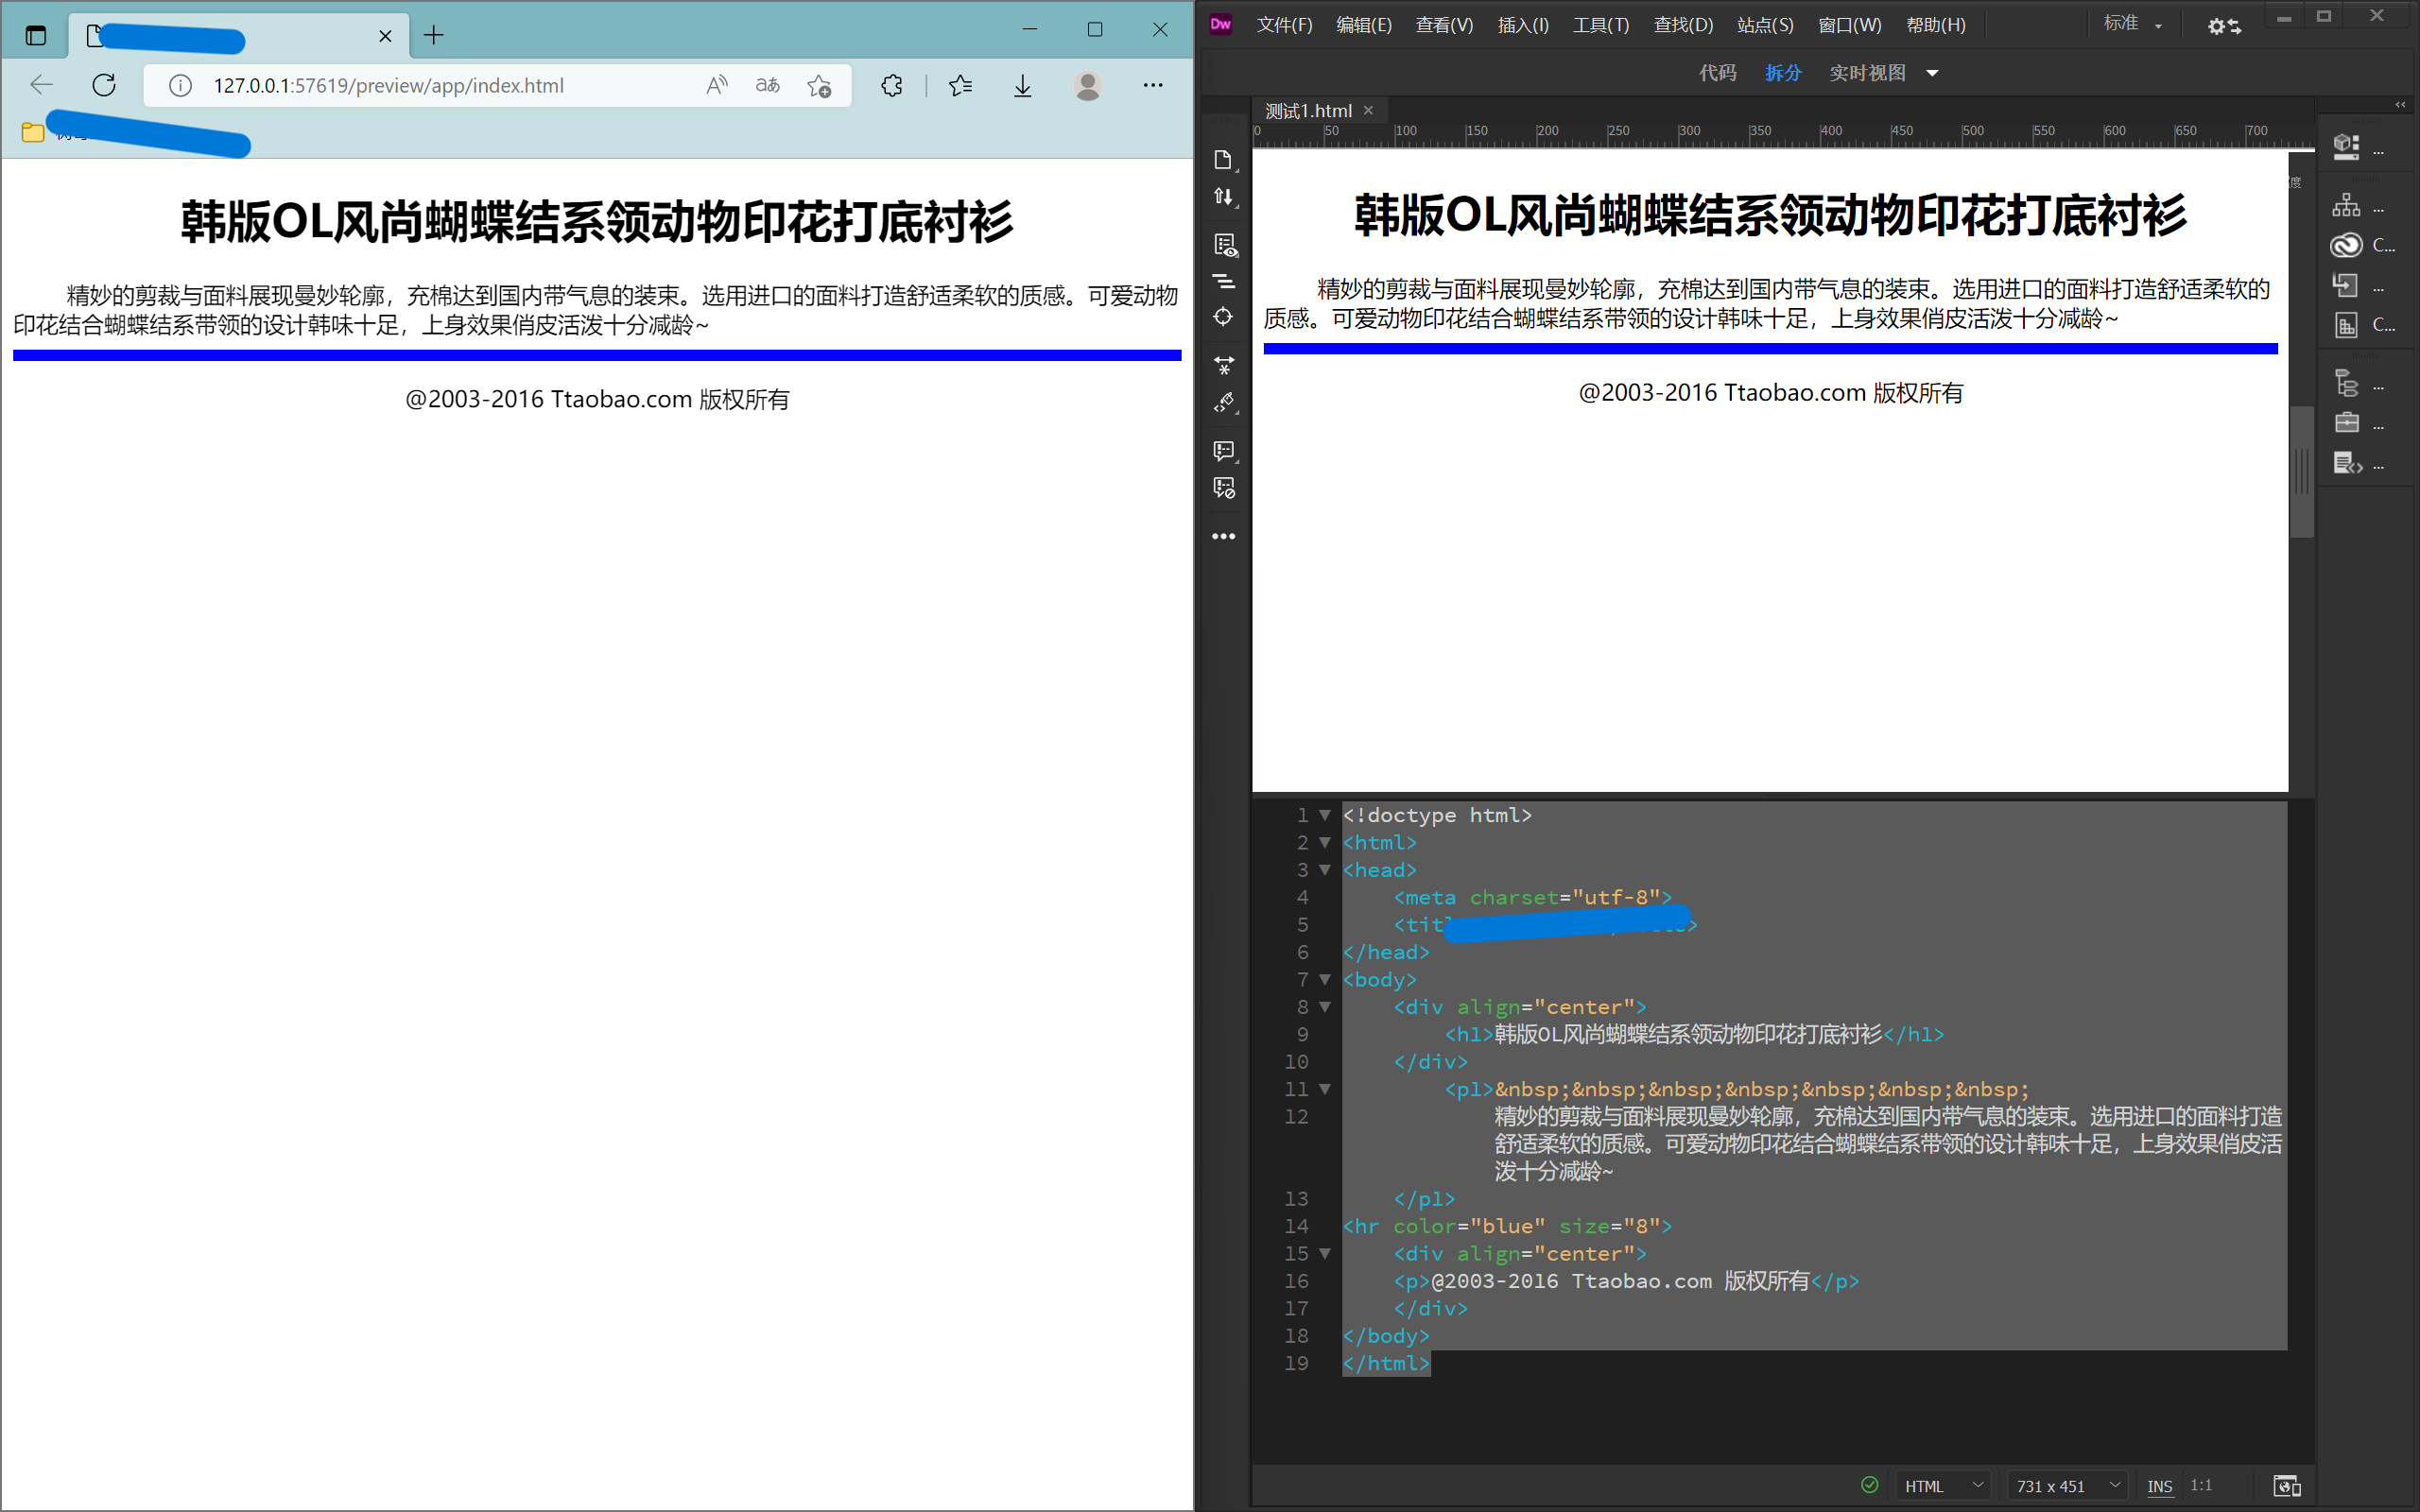 127.0.0.1:57619/preview/app/index.html
韩版OL风尚蝴蝶结系领动物印花打底衬衫
精妙的剪裁与面料展现曼妙轮廓，充棉达到国内带气息的装束。选用进口的面料打造舒适柔软的质感。可爱动物
印花结合蝴蝶结系带领的设计韩味十足，上身效果俏皮活泼十分减龄~
@2003-2016 Ttaobao.com 版权所有
Dw 文件(F) 编辑(E) 查看(V) 插入(I) 工具(T) 查找(D) 站点(S) 窗口(W) 帮助(H) 标准
代码 拆分 实时视图
测试1.html
0 50 100 150 200 250 300 350 400 450 500 550 600 650 700
韩版OL风尚蝴蝶结系领动物印花打底衬衫
精妙的剪裁与面料展现曼妙轮廓，充棉达到国内带气息的装束。选用进口的面料打造舒适柔软的
质感。可爱动物印花结合蝴蝶结系带领的设计韩味十足，上身效果俏皮活泼十分减龄~
@2003-2016 Ttaobao.com 版权所有
...
...
C...
...
C...
...
...
...
1 <!doctype html>
2 <html>
3 <head>
4 <meta charset="utf-8">
5 <tit
6 </head>
7 <body>
8 <div align="center">
9 <h1>韩版OL风尚蝴蝶结系领动物印花打底衬衫</h1>
10 </div>
11 <p1>&nbsp;&nbsp;&nbsp;&nbsp;&nbsp;&nbsp;&nbsp;
12 精妙的剪裁与面料展现曼妙轮廓，充棉达到国内带气息的装束。选用进口的面料打造
舒适柔软的质感。可爱动物印花结合蝴蝶结系带领的设计韩味十足，上身效果俏皮活
泼十分减龄~
13 </p1>
14 <hr color="blue" size="8">
15 <div align="center">
16 <p>@2003-2016 Ttaobao.com 版权所有</p>
17 </div>
18 </body>
19 </html>
HTML 731 x 451 INS 1:1